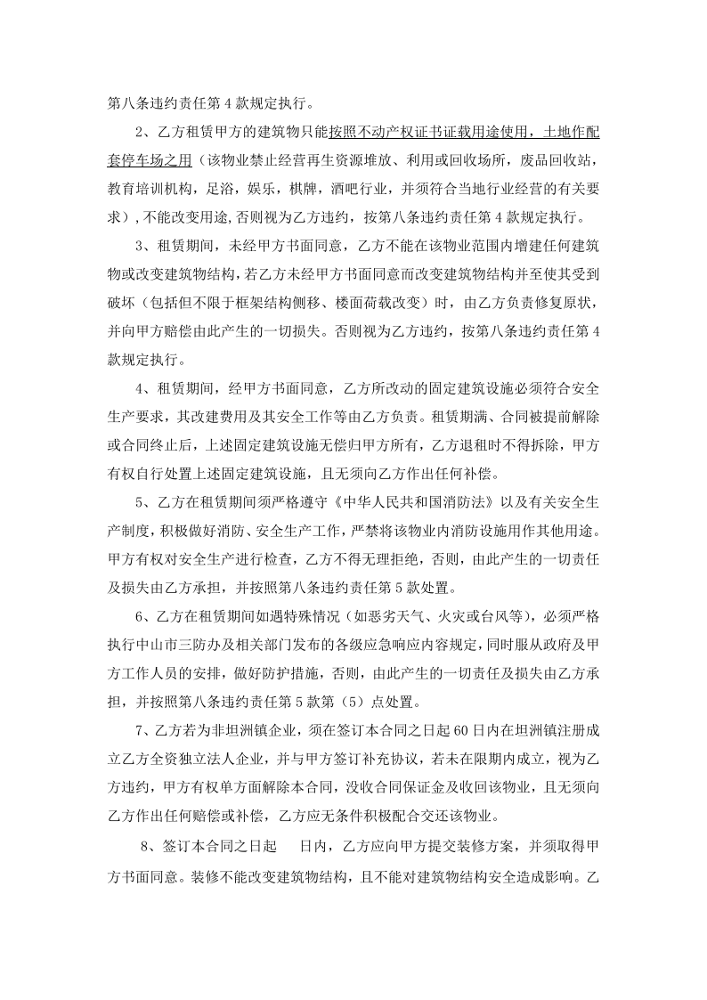 第八条违约责任第 4 款规定执行。
2、乙方租赁甲方的建筑物只能按照不动产权证书证载用途使用，土地作配
套停车场之用（该物业禁止经营再生资源堆放、利用或回收场所，废品回收站，
教育培训机构，足浴，娱乐，棋牌，酒吧行业，并须符合当地行业经营的有关要
求）,不能改变用途,否则视为乙方违约，按第八条违约责任第 4 款规定执行。
3、租赁期间，未经甲方书面同意，乙方不能在该物业范围内增建任何建筑
物或改变建筑物结构，若乙方未经甲方书面同意而改变建筑物结构并至使其受到
破坏（包括但不限于框架结构侧移、楼面荷载改变）时，由乙方负责修复原状，
并向甲方赔偿由此产生的一切损失。否则视为乙方违约，按第八条违约责任第 4
款规定执行。
4、租赁期间，经甲方书面同意，乙方所改动的固定建筑设施必须符合安全
生产要求，其改建费用及其安全工作等由乙方负责。租赁期满、合同被提前解除
或合同终止后，上述固定建筑设施无偿归甲方所有，乙方退租时不得拆除，甲方
有权自行处置上述固定建筑设施，且无须向乙方作出任何补偿。
5、乙方在租赁期间须严格遵守《中华人民共和国消防法》以及有关安全生
产制度，积极做好消防、安全生产工作，严禁将该物业内消防设施用作其他用途。
甲方有权对安全生产进行检查，乙方不得无理拒绝，否则，由此产生的一切责任
及损失由乙方承担，并按照第八条违约责任第 5 款处置。
6、乙方在租赁期间如遇特殊情况（如恶劣天气、火灾或台风等），必须严格
执行中山市三防办及相关部门发布的各级应急响应内容规定，同时服从政府及甲
方工作人员的安排，做好防护措施，否则，由此产生的一切责任及损失由乙方承
担，并按照第八条违约责任第 5 款第（5）点处置。
7、乙方若为非坦洲镇企业，须在签订本合同之日起 60 日内在坦洲镇注册成
立乙方全资独立法人企业，并与甲方签订补充协议，若未在限期内成立，视为乙
方违约，甲方有权单方面解除本合同，没收合同保证金及收回该物业，且无须向
乙方作出任何赔偿或补偿，乙方应无条件积极配合交还该物业。
8、签订本合同之日起   日内，乙方应向甲方提交装修方案，并须取得甲
方书面同意。装修不能改变建筑物结构，且不能对建筑物结构安全造成影响。乙